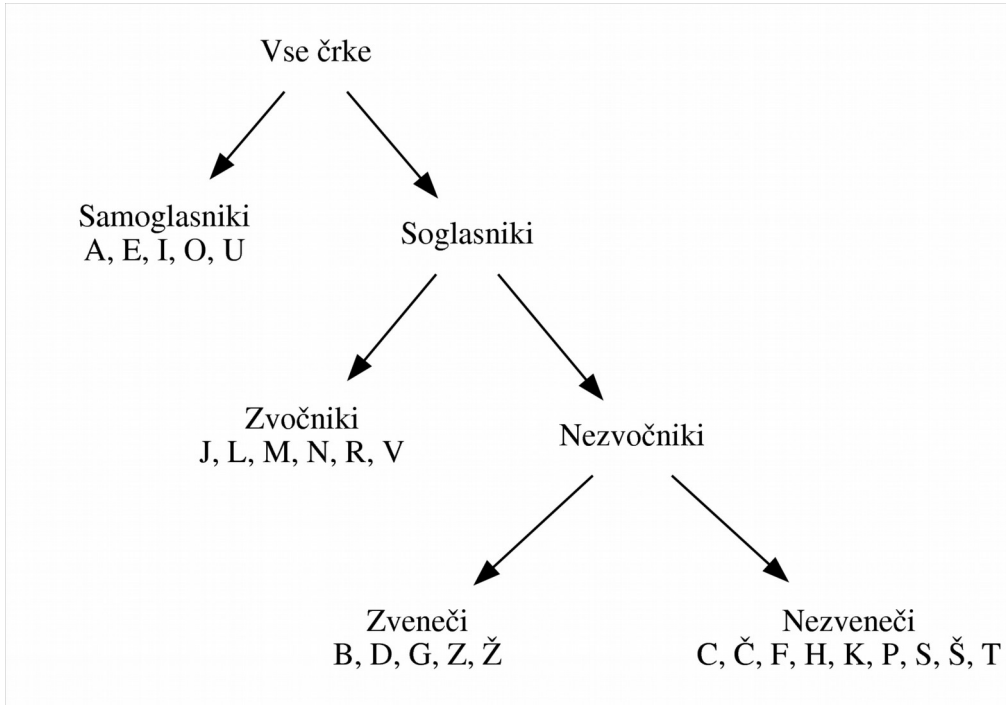 Vse črke
Samoglasniki
A, E, I, O, U
Soglasniki
Zvočniki
J, L, M, N, R, V
Nezvočniki
Zveneči
B, D, G, Z, Ž
Nezveneči
C, Č, F, H, K, P, S, Š, T